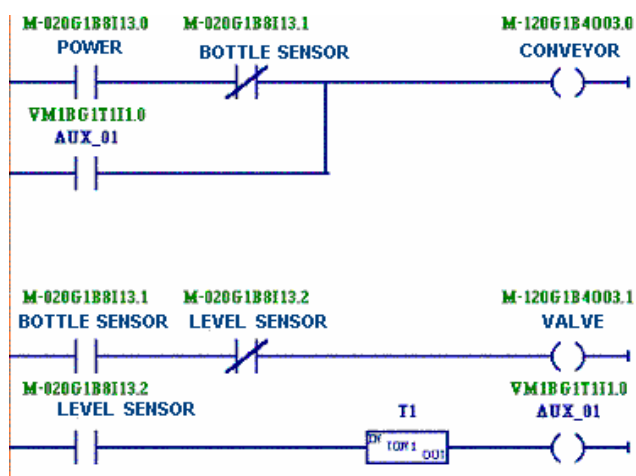 M-020G1B8I13.0 M-020G1B8I13.1 M-120G1B4O03.0
POWER BOTTLE SENSOR CONVEYOR
VM1BG1T1I1.0
AUX_01
M-020G1B8I13.1 M-020G1B8I13.2 M-120G1B4O03.1
BOTTLE SENSOR LEVEL SENSOR VALVE
M-020G1B8I13.2 VM1BG1T1I1.0
LEVEL SENSOR T1 AUX_01
IN TON1 OUT